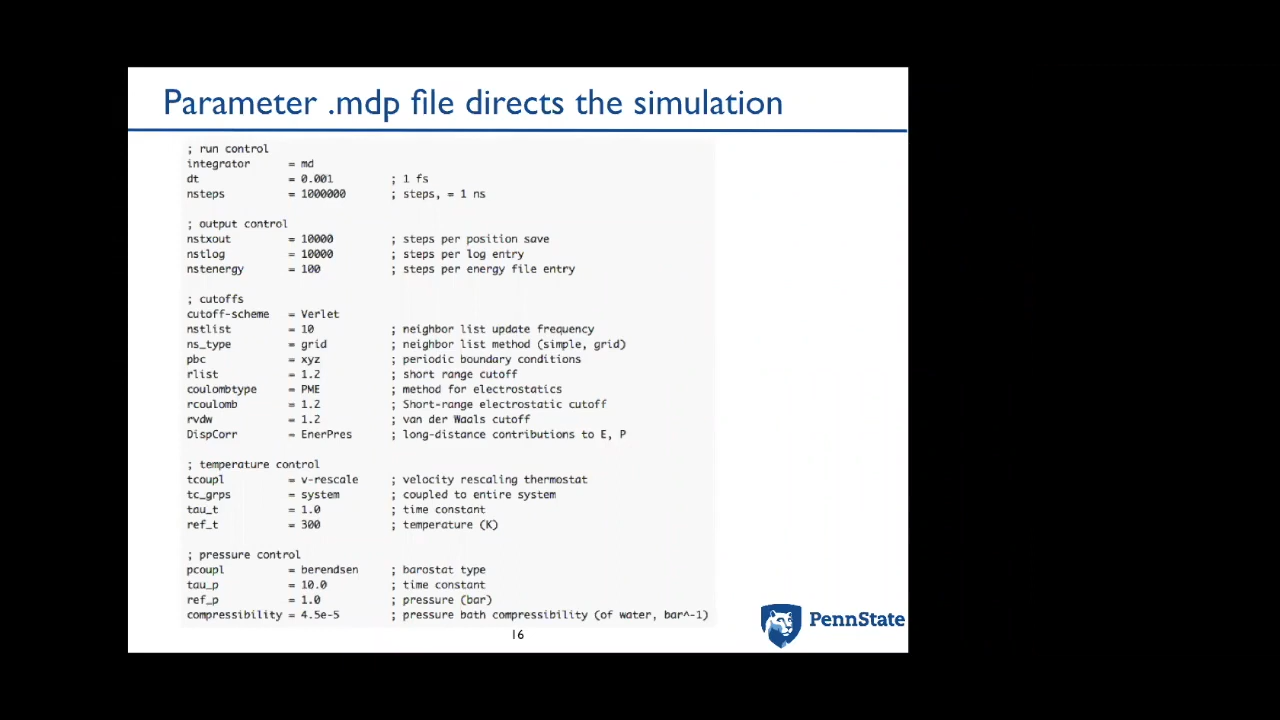 Parameter .mdp file directs the simulation
; run control
integrator = md
dt = 0.001 ; 1 fs
nsteps = 1000000 ; steps, = 1 ns
; output control
nstxout = 10000 ; steps per position save
nstlog = 10000 ; steps per log entry
nstenergy = 100 ; steps per energy file entry
; cutoffs
cutoff-scheme = Verlet
nstlist = 10 ; neighbor list update frequency
ns_type = grid ; neighbor list method (simple, grid)
pbc = xyz ; periodic boundary conditions
rlist = 1.2 ; short range cutoff
coulombtype = PME ; method for electrostatics
rcoulomb = 1.2 ; Short-range electrostatic cutoff
rvdw = 1.2 ; van der Waals cutoff
DispCorr = EnerPres ; long-distance contributions to E, P
; temperature control
tcoupl = v-rescale ; velocity rescaling thermostat
tc_grps = system ; coupled to entire system
tau_t = 1.0 ; time constant
ref_t = 300 ; temperature (K)
; pressure control
pcoupl = berendsen ; barostat type
tau_p = 10.0 ; time constant
ref_p = 1.0 ; pressure (bar)
compressibility = 4.5e-5 ; pressure bath compressibility (of water, bar^-1)
PennState
16